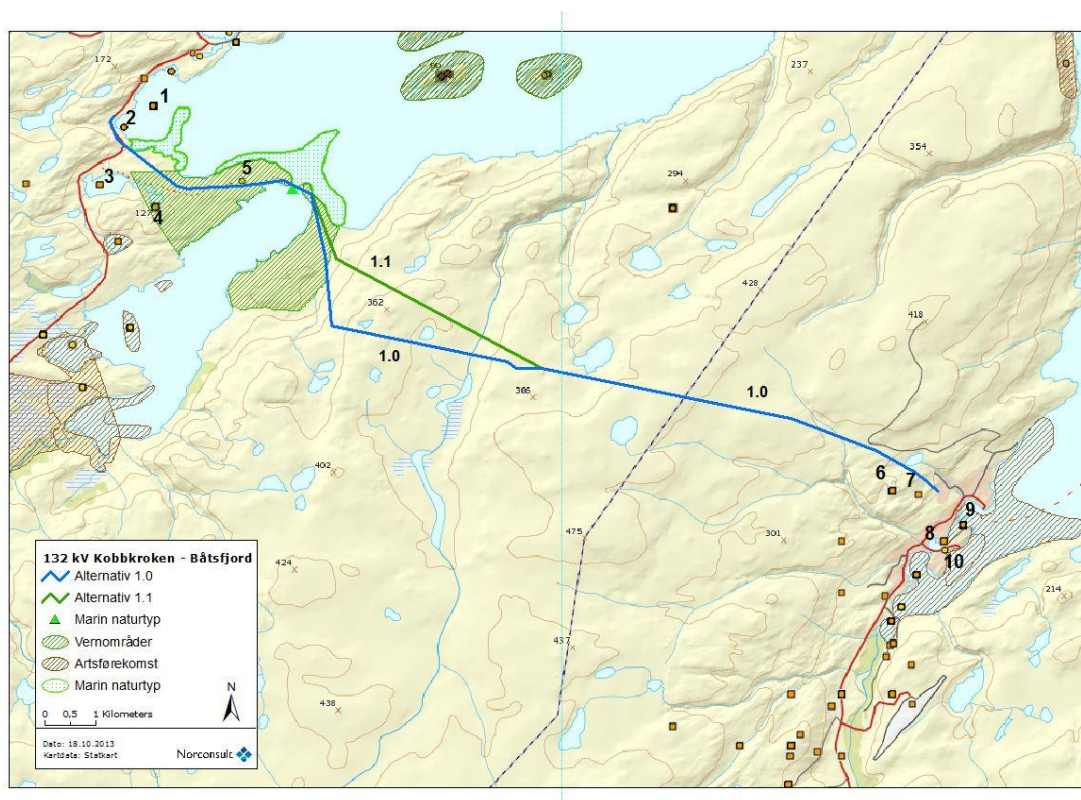 172
1
237
2
354
3
5
294
4
127
1.1
428
362
418
1.0
1.0
386
402
6
7
9
475
301
8
10
424
214
437
438
132 kV Kobbkroken - Båtsfjord
Alternativ 1.0
Alternativ 1.1
Marin naturtyp
Vernområder
Artsførekomst
Marin naturtyp
N
0 0,5 1 Kilometers
Dato: 18.10.2013
Kartdata: Statkart
Norconsult